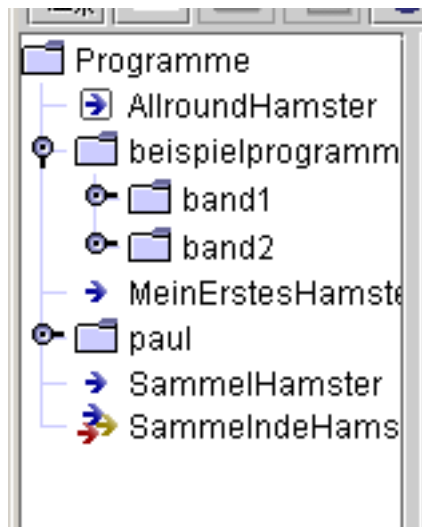 Programme
AllroundHamster
beispielprogramm
band1
band2
MeinErstesHamste
paul
SammelHamster
SammelndeHams